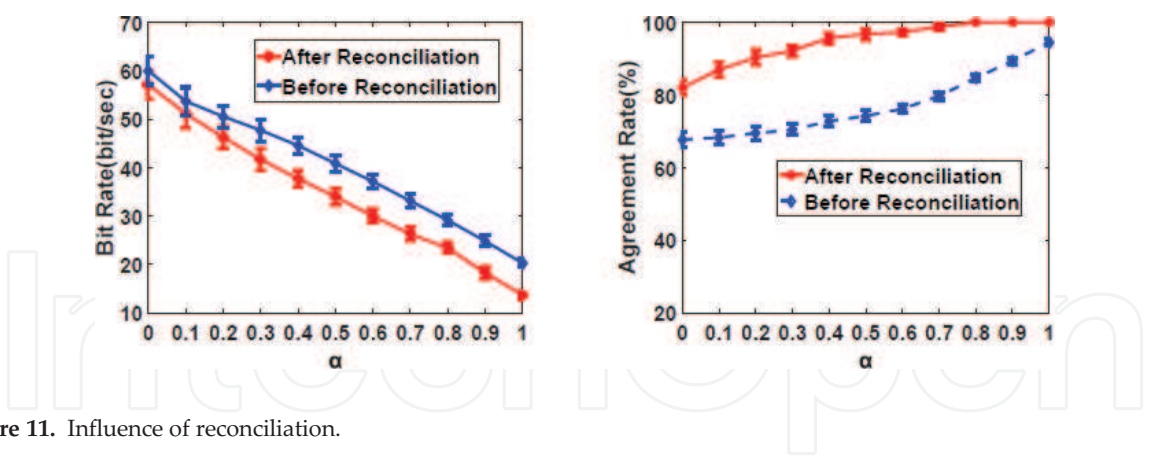 70
60
50
40
30
20
10
Bit Rate(bit/sec)
After Reconciliation
Before Reconciliation
0 0.1 0.2 0.3 0.4 0.5 0.6 0.7 0.8 0.9 1
α
100
80
60
40
20
Agreement Rate(%)
After Reconciliation
Before Reconciliation
0 0.1 0.2 0.3 0.4 0.5 0.6 0.7 0.8 0.9 1
α
IntechOpen
re 11. Influence of reconciliation.